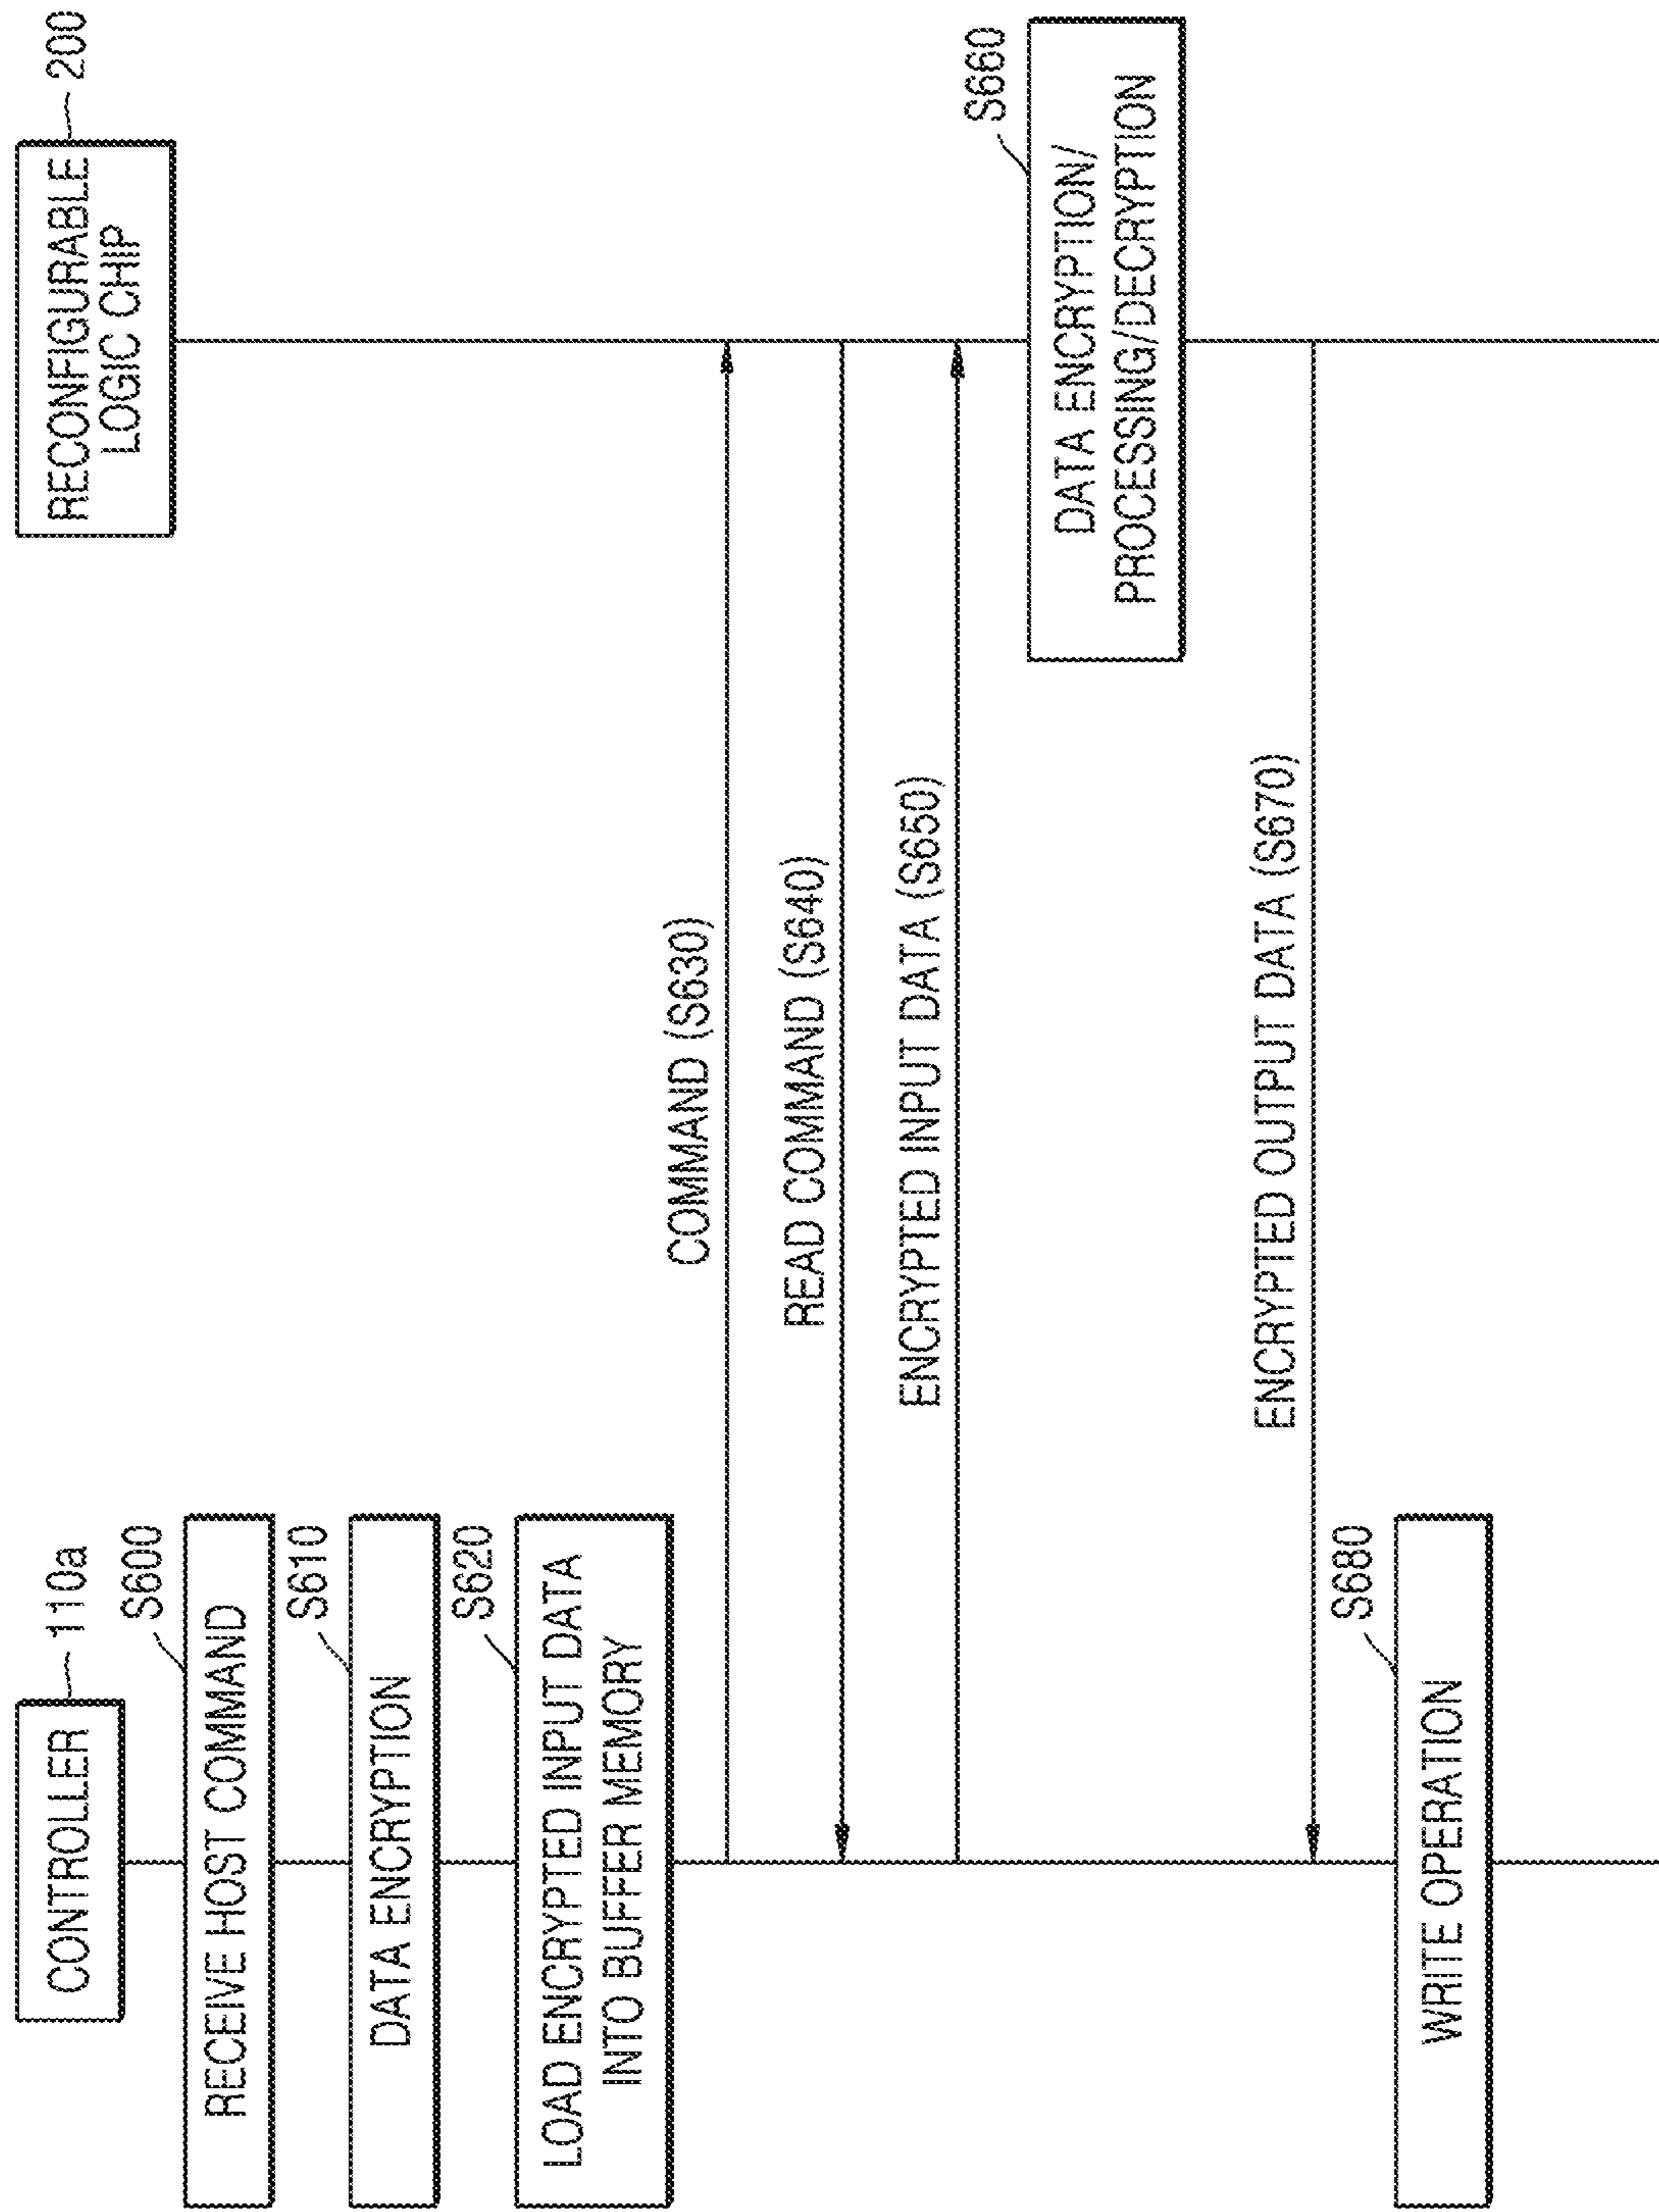 CONTROLLER
110a
RECONFIGURABLE
LOGIC CHIP
200
S600
RECEIVE HOST COMMAND
S610
DATA ENCRYPTION
S620
LOAD ENCRYPTED INPUT DATA
INTO BUFFER MEMORY
COMMAND (S630)
READ COMMAND (S640)
ENCRYPTED INPUT DATA (S650)
S660
DATA ENCRYPTION/
PROCESSING/DECRYPTION
ENCRYPTED OUTPUT DATA (S670)
S680
WRITE OPERATION